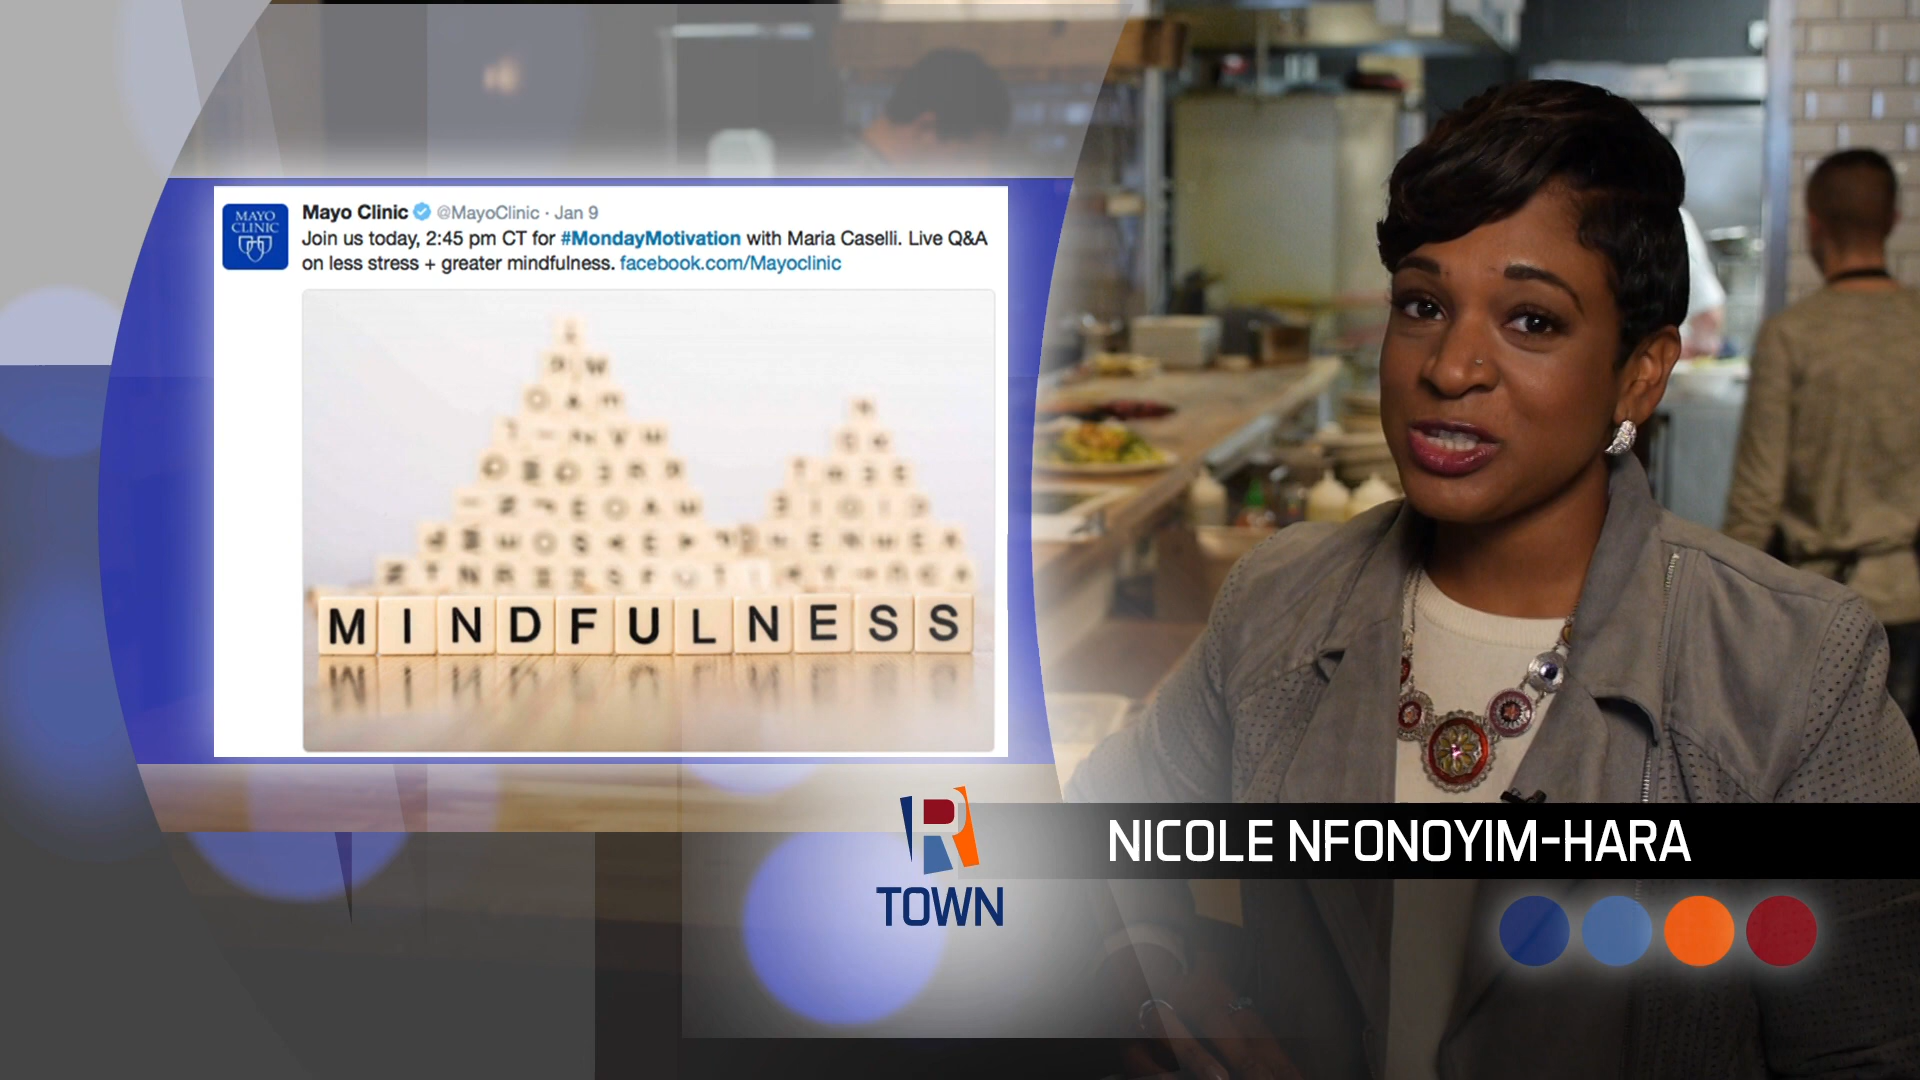 MAYO
CLINIC
Mayo Clinic @MayoClinic · Jan 9
Join us today, 2:45 pm CT for #MondayMotivation with Maria Caselli. Live Q&A
on less stress + greater mindfulness. facebook.com/Mayoclinic
MINDFULNESS
R
TOWN
NICOLE NFONOYIM-HARA